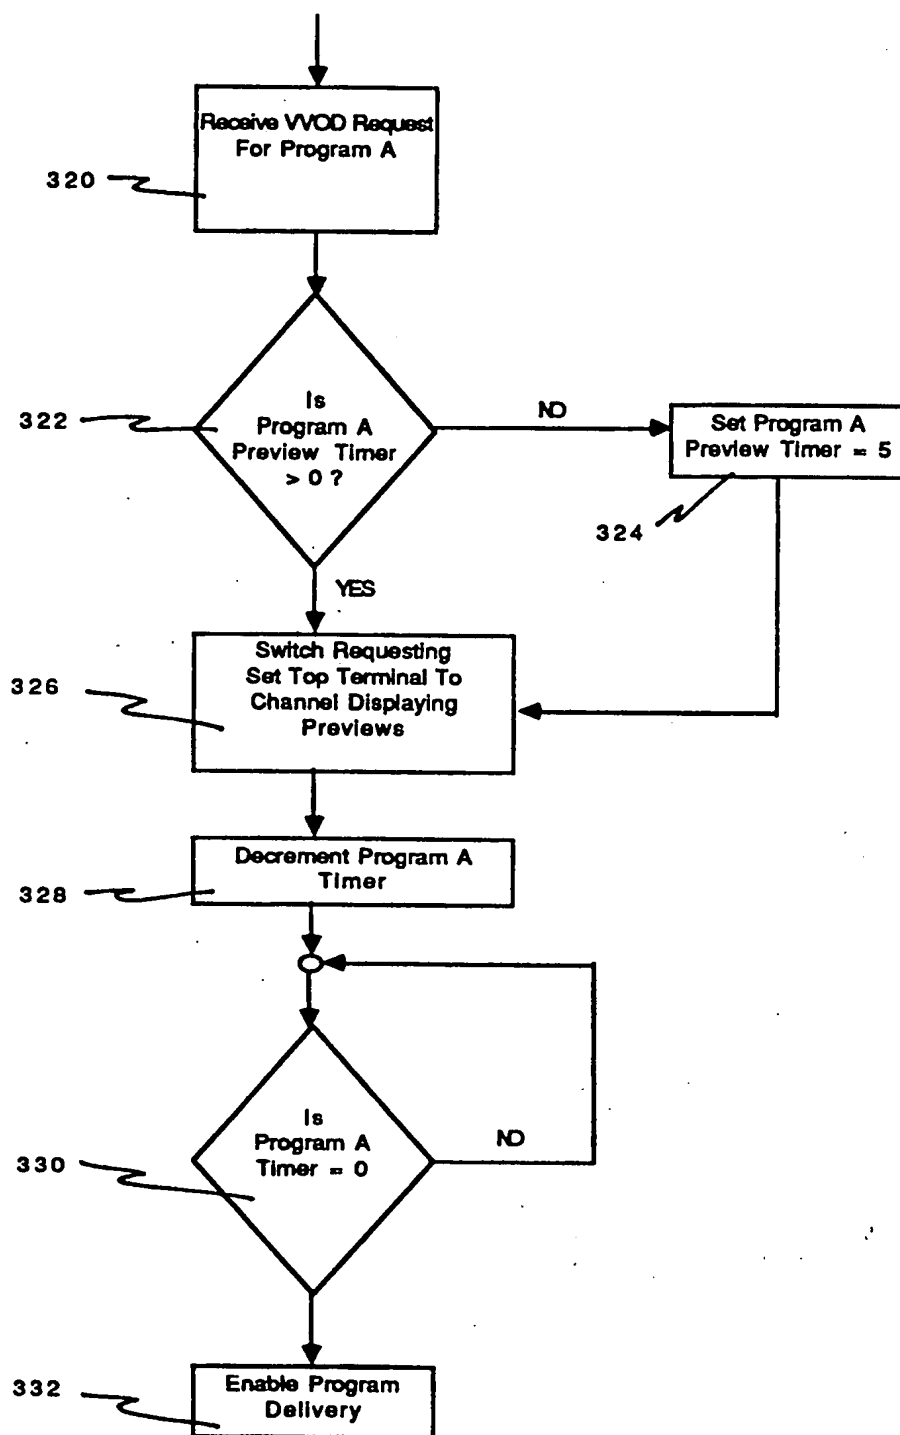 Receive VVOD Request
For Program A
320
Is
Program A
Preview Timer
> 0 ?
322
NO
Set Program A
Preview Timer = 5
324
YES
Switch Requesting
Set Top Terminal To
Channel Displaying
Previews
326
Decrement Program A
Timer
328
Is
Program A
Timer = 0
330
NO
Enable Program
Delivery
332